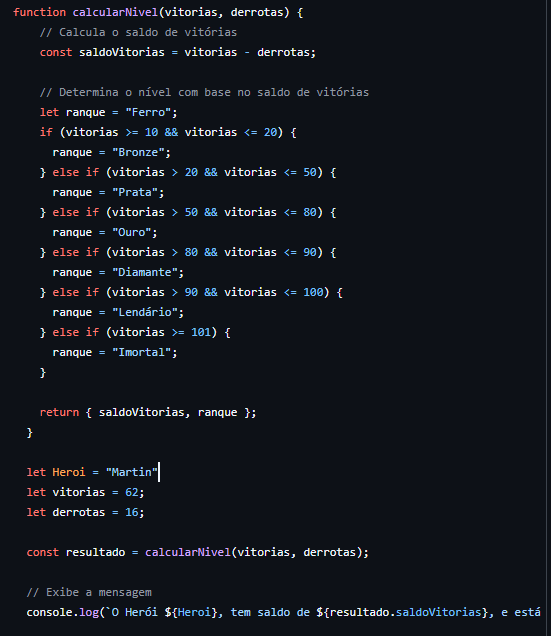 function calcularNivel(vitorias, derrotas) {
    // Calcula o saldo de vitórias
    const saldoVitorias = vitorias - derrotas;

    // Determina o nível com base no saldo de vitórias
    let ranque = "Ferro";
    if (vitorias >= 10 && vitorias <= 20) {
      ranque = "Bronze";
    } else if (vitorias > 20 && vitorias <= 50) {
      ranque = "Prata";
    } else if (vitorias > 50 && vitorias <= 80) {
      ranque = "Ouro";
    } else if (vitorias > 80 && vitorias <= 90) {
      ranque = "Diamante";
    } else if (vitorias > 90 && vitorias <= 100) {
      ranque = "Lendário";
    } else if (vitorias >= 101) {
      ranque = "Imortal";
    }

    return { saldoVitorias, ranque };
  }

  let Heroi = "Martin"
  let vitorias = 62;
  let derrotas = 16;

  const resultado = calcularNivel(vitorias, derrotas);

  // Exibe a mensagem
  console.log(`O Herói ${Heroi}, tem saldo de ${resultado.saldoVitorias}, e está